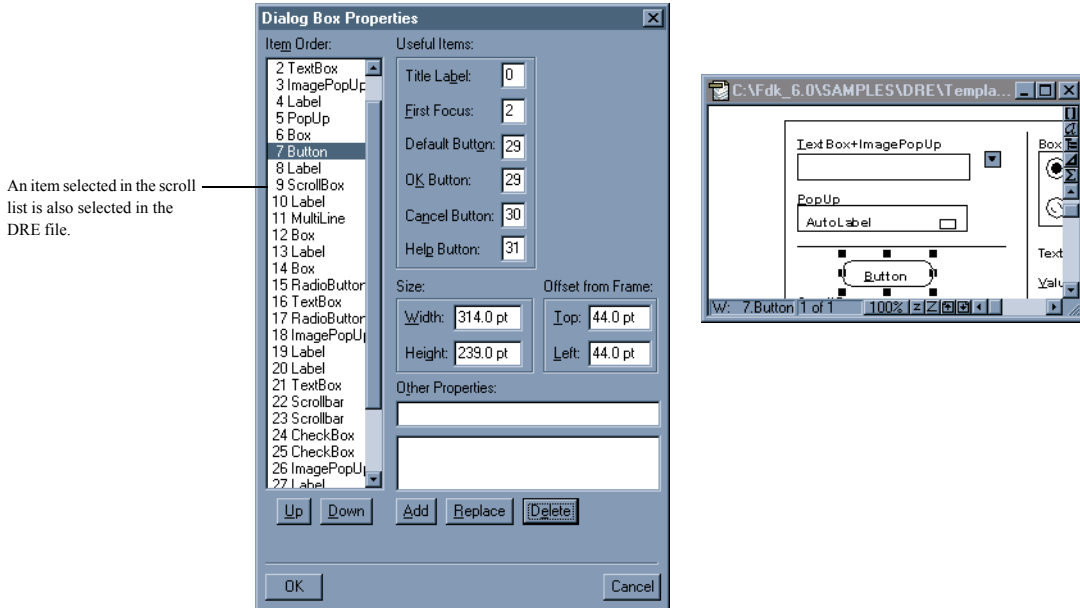 An item selected in the scroll
list is also selected in the
DRE file.
Dialog Box Properties
Item Order:
2 TextBox
3 ImagePopUp
4 Label
5 PopUp
6 Box
7 Button
8 Label
9 ScrollBox
10 Label
11 MultiLine
12 Box
13 Label
14 Box
15 RadioButton
16 TextBox
17 RadioButton
18 ImagePopUp
19 Label
20 Label
21 TextBox
22 Scrollbar
23 Scrollbar
24 CheckBox
25 CheckBox
26 ImagePopUp
27 Label
Up Down
Useful Items:
Title Label: 0
First Focus: 2
Default Button: 29
OK Button: 29
Cancel Button: 30
Help Button: 31
Size:
Width: 314.0 pt
Height: 239.0 pt
Offset from Frame:
Top: 44.0 pt
Left: 44.0 pt
Other Properties:
Add Replace Delete
OK Cancel
C:\Fdk_6.0\SAMPLES\DRE\Templa...
TextBox+ImagePopUp
Box
PopUp
AutoLabel
Button
Text
Valu
W: 7.Button 1 of 1 100% z Z